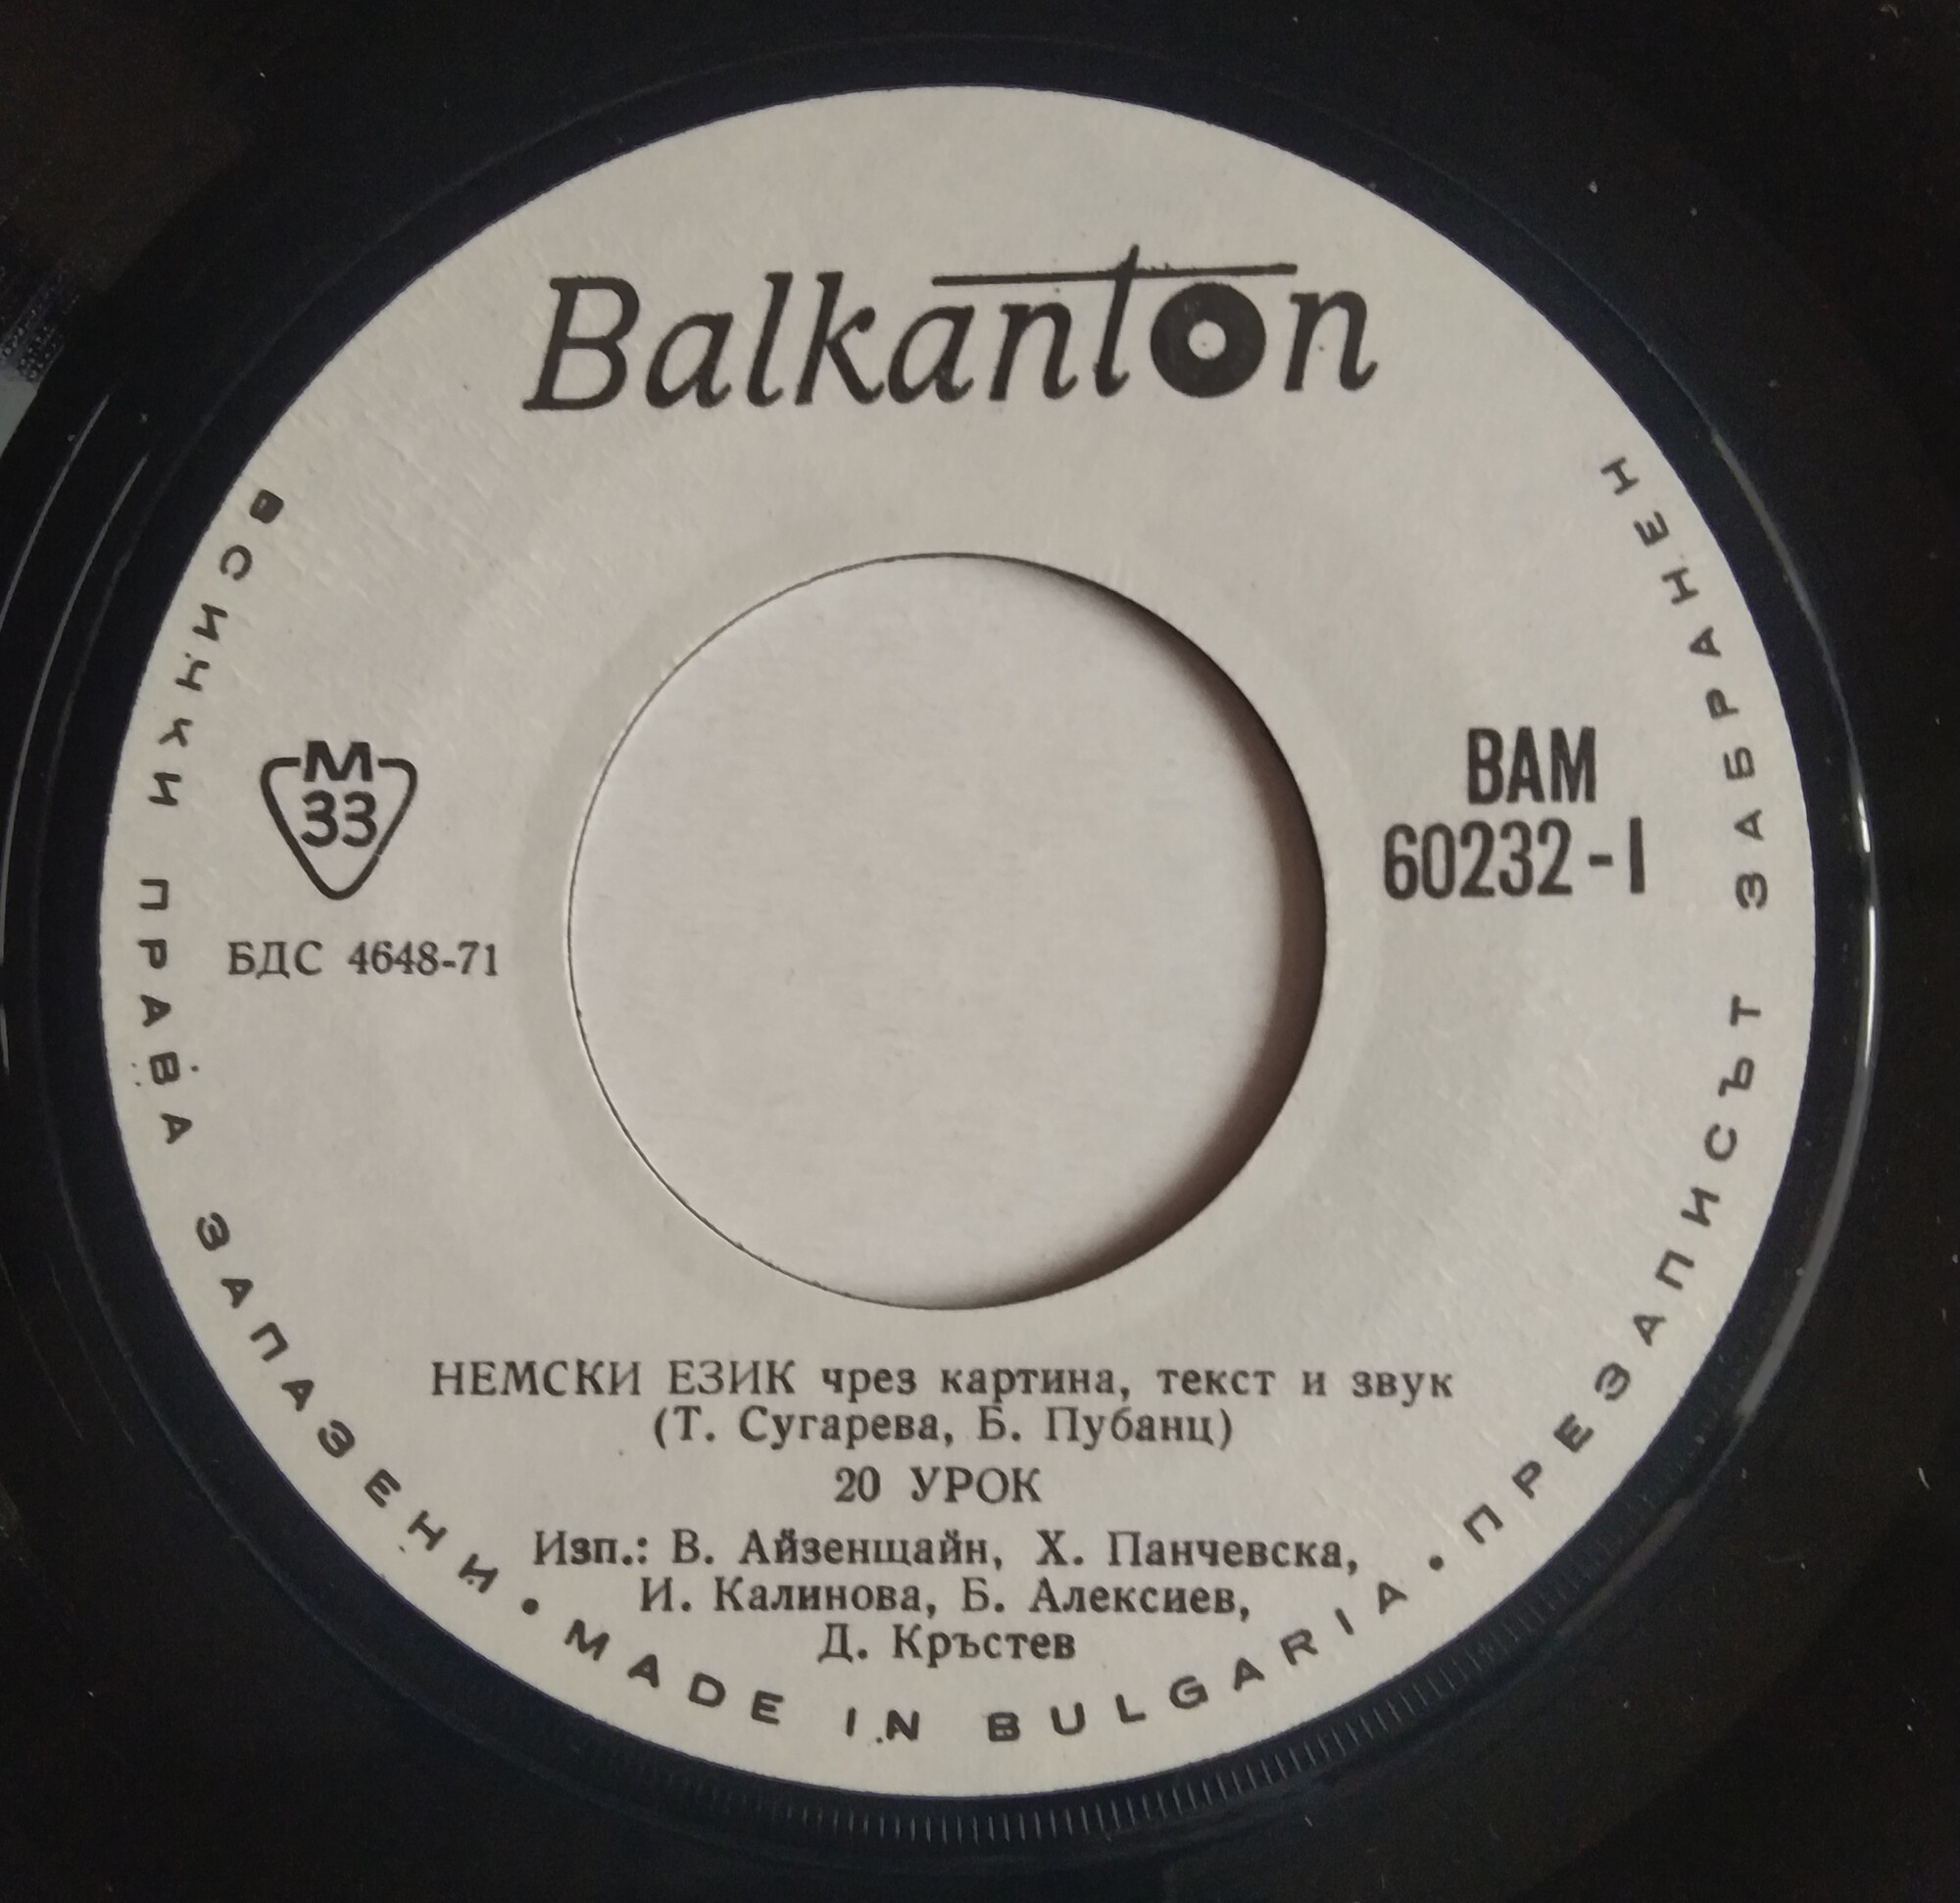 Balkanton
М
33
БДС 4648-71
ВАМ
60232-I
НЕМСКИ ЕЗИК чрез картина, текст и звук
(Т. Сугарева, Б. Пубанц)
20 УРОК
Изп.: В. Айзенщайн, Х. Панчевска,
И. Калинова, Б. Алексиев,
Д. Кръстев
ВСИЧКИ ПРАВА ЗАПАЗЕНИ • MADE IN BULGARIA • ПРЕЗАПИСЪТ ЗАБРАНЕН